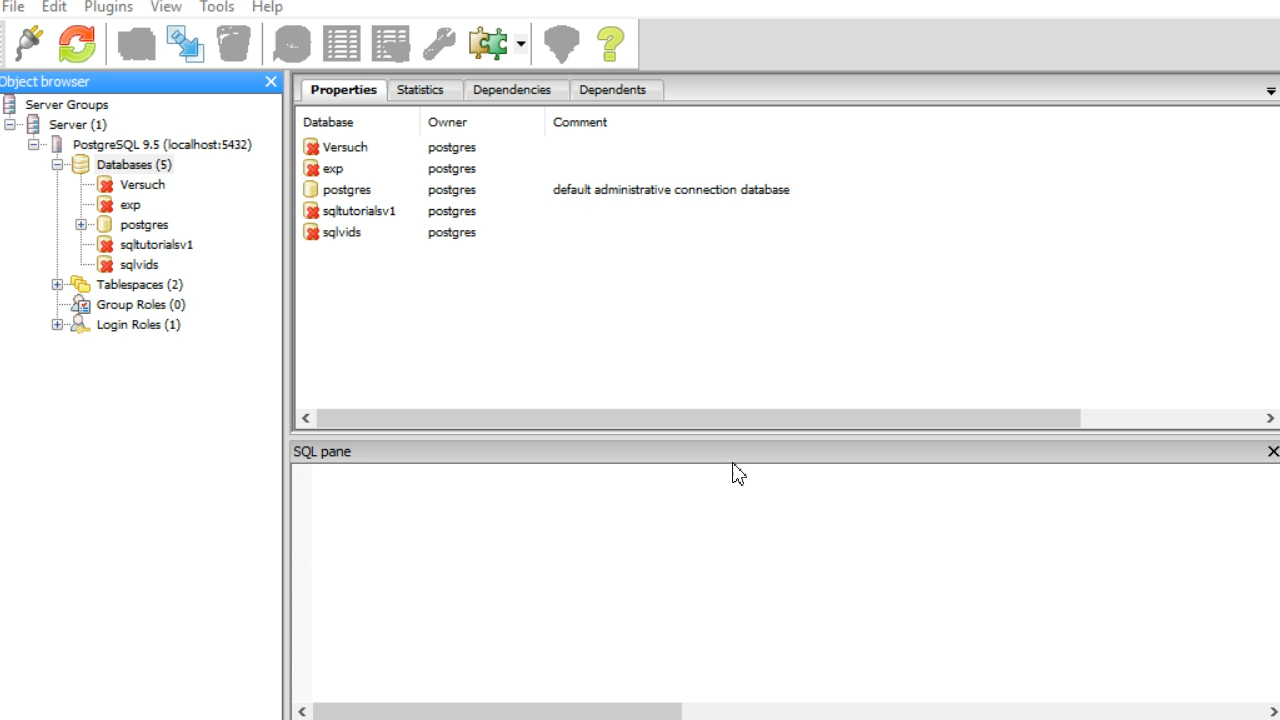 File Edit Plugins View Tools Help
Object browser
Server Groups
Server (1)
PostgreSQL 9.5 (localhost:5432)
Databases (5)
Versuch
exp
postgres
sqltutorialsv1
sqlvids
Tablespaces (2)
Group Roles (0)
Login Roles (1)
Properties Statistics Dependencies Dependents
Database Owner Comment
Versuch postgres
exp postgres
postgres postgres default administrative connection database
sqltutorialsv1 postgres
sqlvids postgres
SQL pane